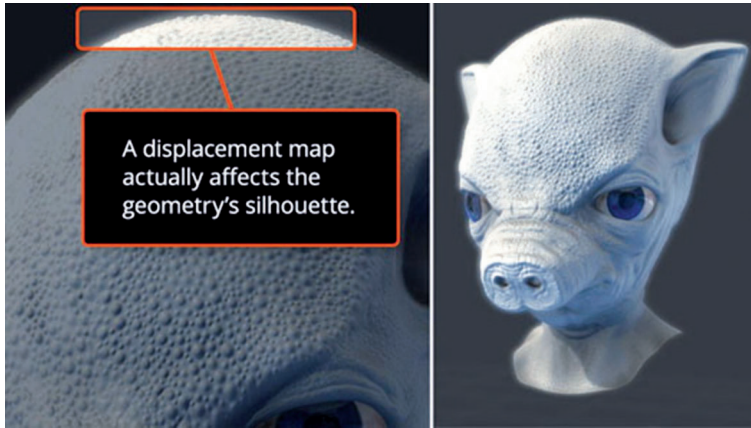 A displacement map
actually affects the
geometry's silhouette.